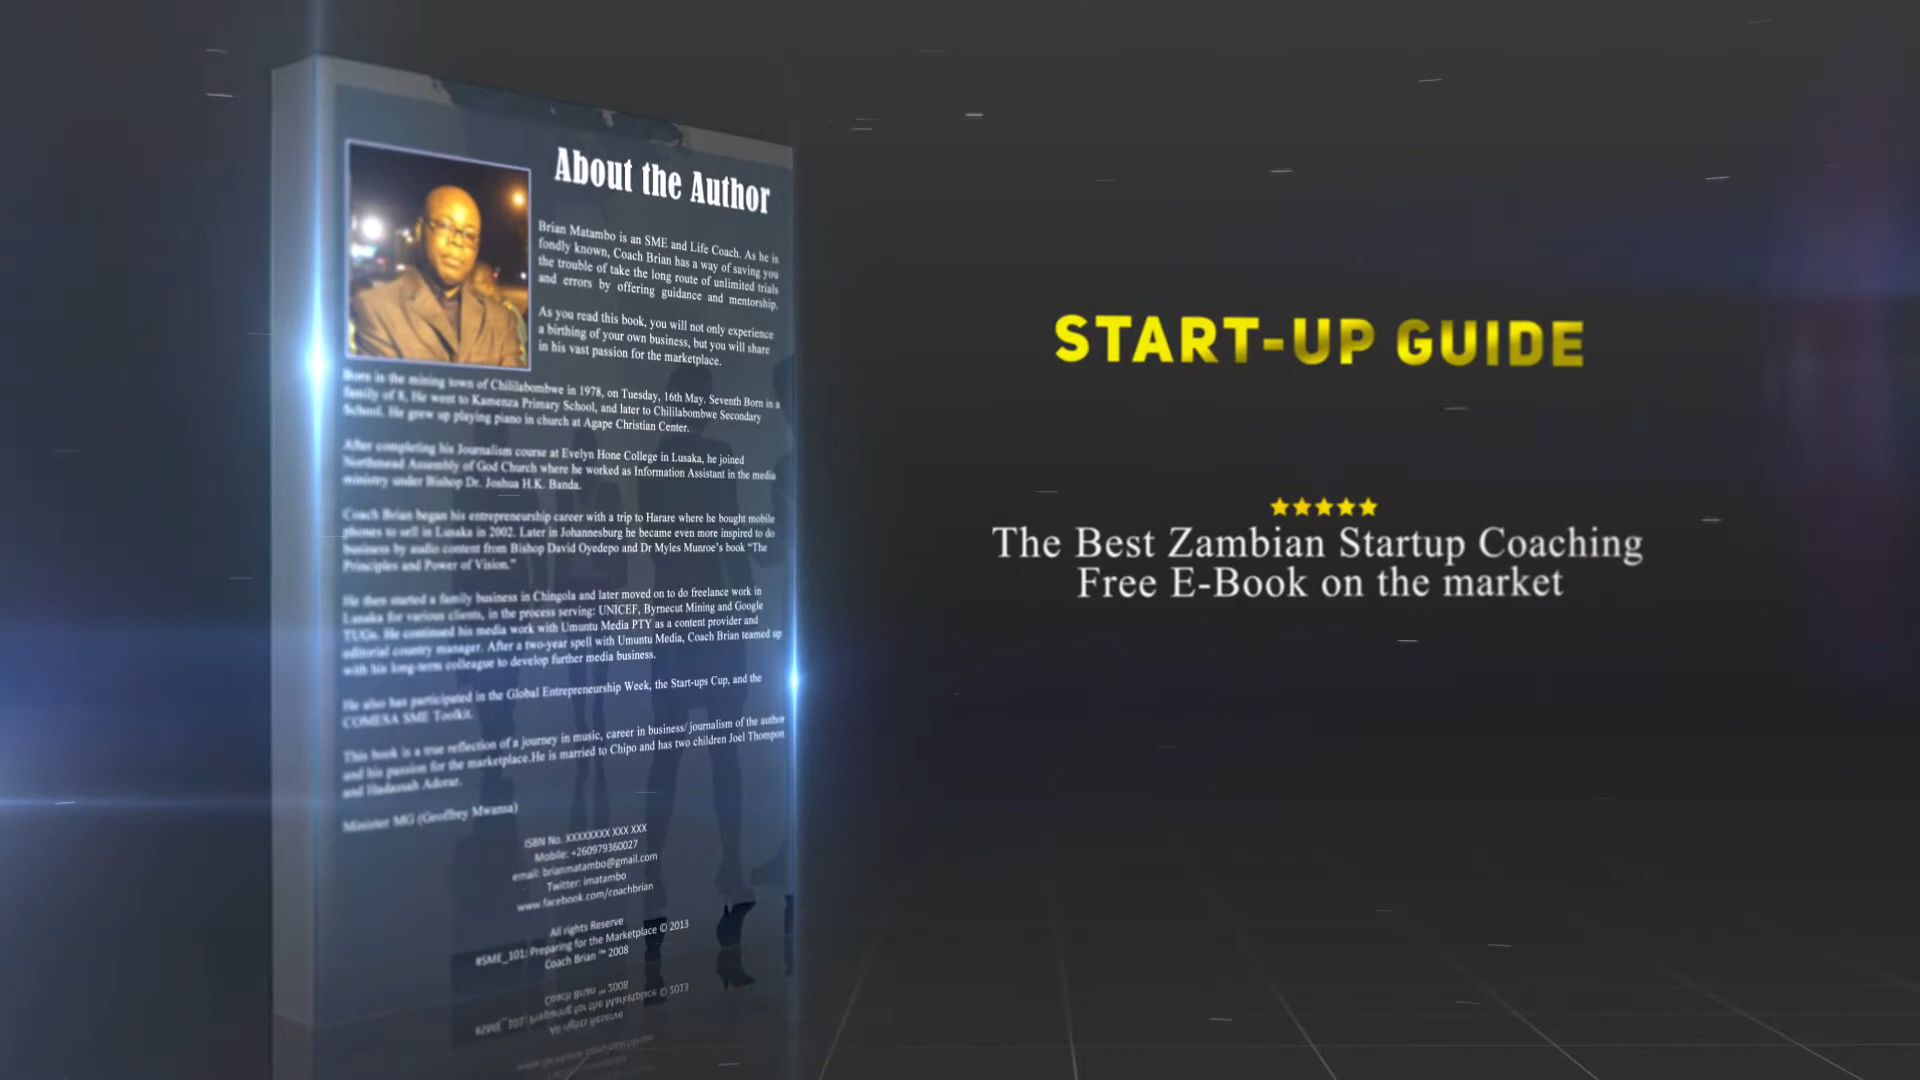 About the Author
Brian Matambo is an SME and Life Coach. As he is
fondly known, Coach Brian has a way of saving you
the trouble of take the long route of unlimited trials
and errors by offering guidance and mentorship.
As you read this book, you will not only experience
a birthing of your own business, but you will share
in his vast passion for the marketplace.
Born in the mining town of Chililabombwe in 1978, on Tuesday, 16th May. Seventh Born in a
family of 8, He went to Kamenza Primary School, and later to Chililabombwe Secondary
School. He grew up playing piano in church at Agape Christian Center.
After completing his Journalism course at Evelyn Hone College in Lusaka, he joined
Northmead Assembly of God Church where he worked as Information Assistant in the media
ministry under Bishop Dr. Joshua H.K. Banda.
Coach Brian began his entrepreneurship career with a trip to Harare where he bought mobile
phones to sell in Lusaka in 2002. Later in Johannesburg he became even more inspired to do
business by audio content from Bishop David Oyedepo and Dr Myles Munroe's book "The
Principles and Power of Vision."
He then started a family business in Chingola and later moved on to do freelance work in
Lusaka for various clients, in the process serving: UNICEF, Byrnecut Mining and Google
TUGs. He continued his media work with Umuntu Media PTY as a content provider and
editorial country manager. After a two-year spell with Umuntu Media, Coach Brian teamed up
with his long-term colleague to develop further media business.
He also has participated in the Global Entrepreneurship Week, the Start-ups Cup, and the
COMESA SME Toolkit.
This book is a true reflection of a journey in music, career in business/journalism of the author
and his passion for the marketplace.He is married to Chipo and has two children Joel Thompon
and Hadassah Adorar.
Minister MG (Geoffrey Mwansa)
ISBN No. XXXXXXXX XXX XXX
Mobile: +260979360027
email: brianmatambo@gmail.com
Twitter: imatambo
www.facebook.com/coachbrian
All rights Reserve
#SME_101: Preparing for the Marketplace © 2013
Coach Brian ™ 2008
START-UP GUIDE
The Best Zambian Startup Coaching
Free E-Book on the market